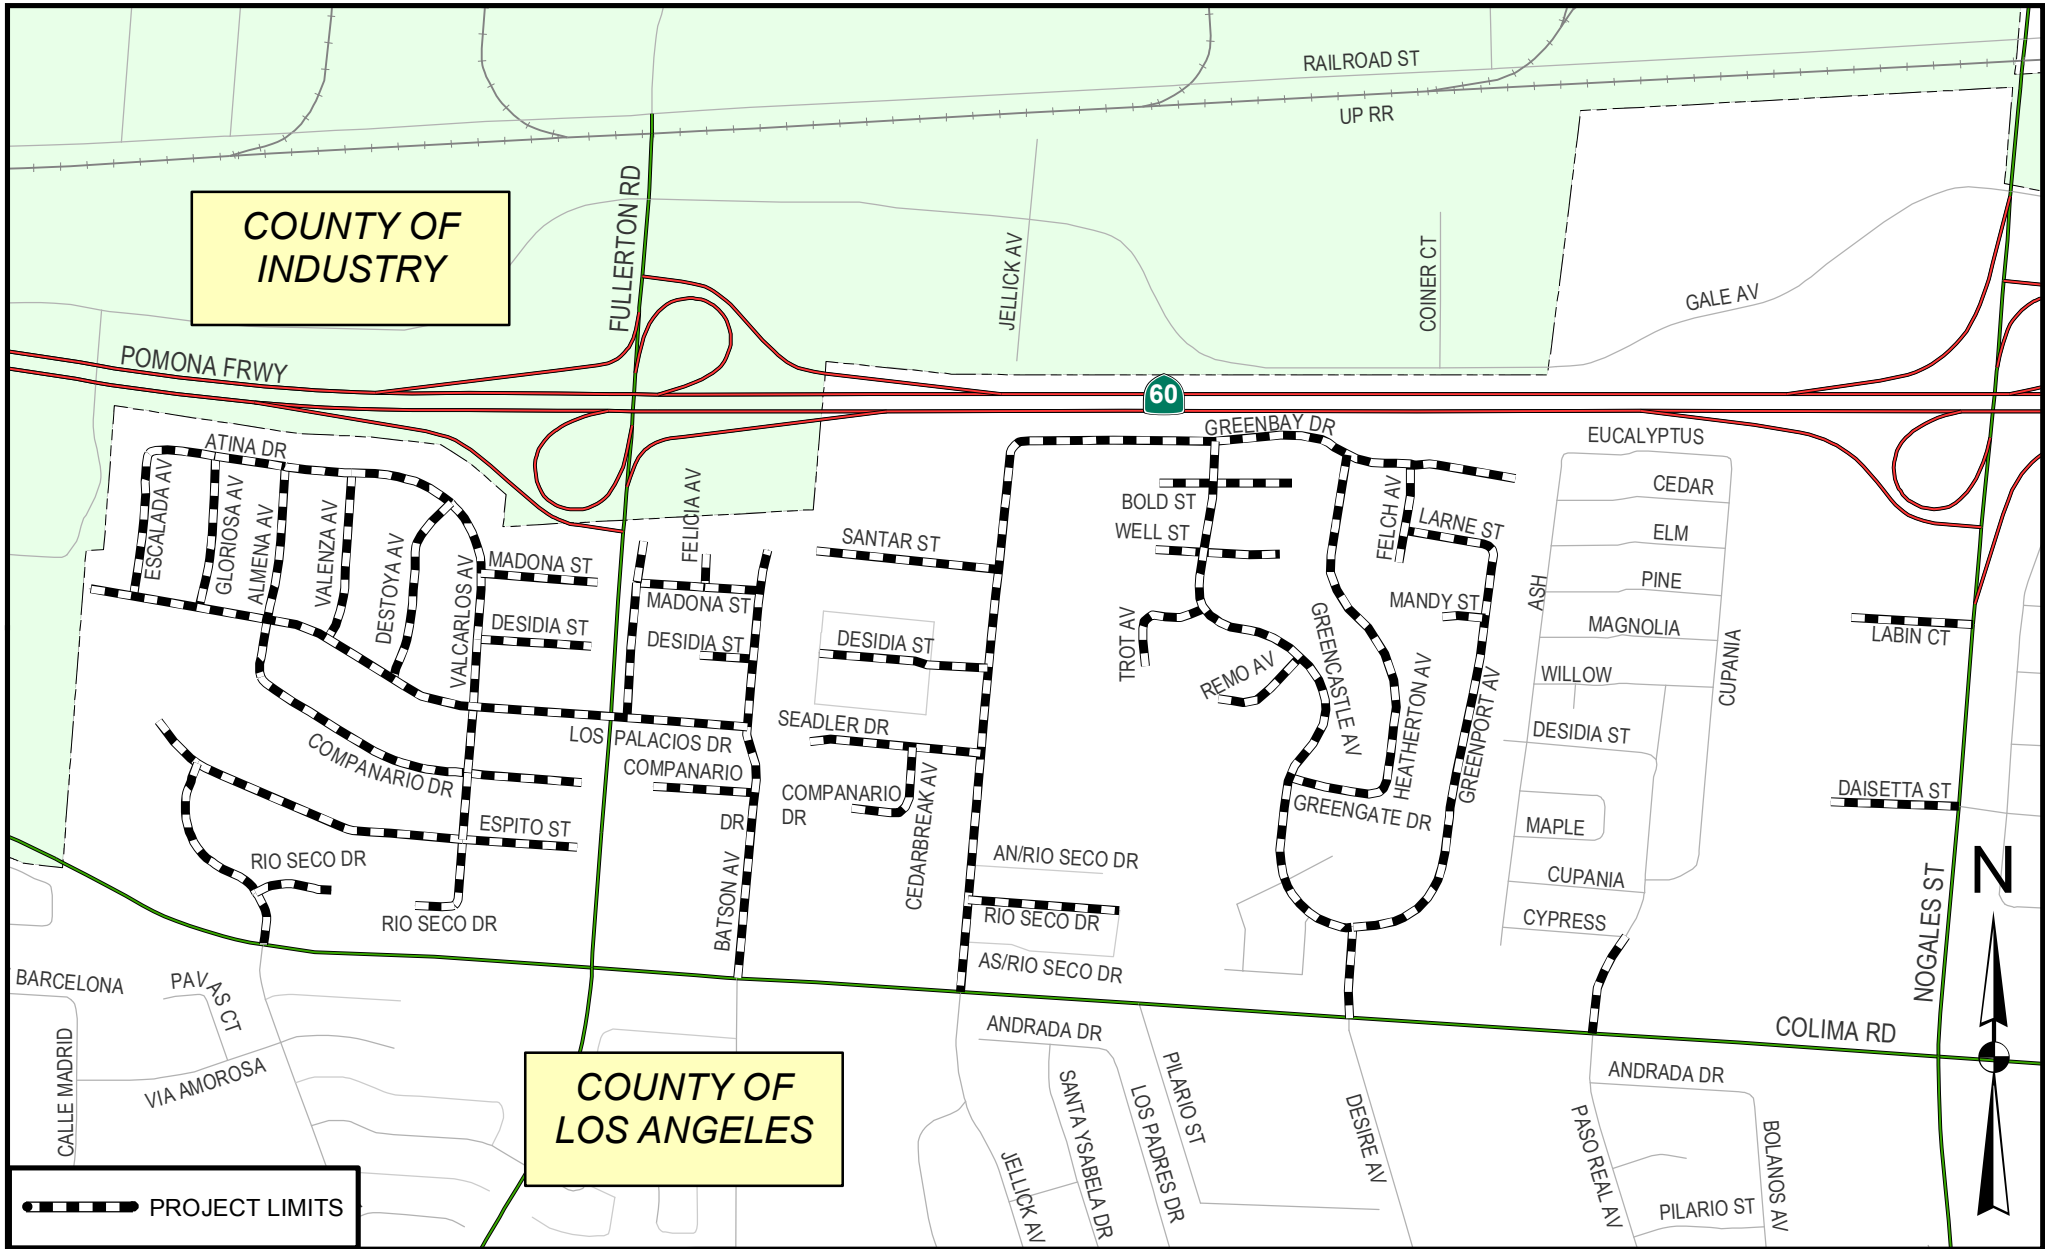 RAILROAD ST
UP RR
COUNTY OF
INDUSTRY
FULLERTON RD
JELLICK AV
COINER CT
GALE AV
POMONA FRWY
60
GREENBAY DR
EUCALYPTUS
ATINA DR
ESCALADA AV
GLORIOSA AV
ALMENA AV
VALENZA AV
DESTOYA AV
VALCARLOS AV
MADONA ST
DESIDIA ST
FELICIA AV
MADONA ST
DESIDIA ST
SANTAR ST
DESIDIA ST
BOLD ST
WELL ST
FELCH AV
LARNE ST
MANDY ST
TROT AV
REMO AV
GREENCASTLE AV
HEATHERTON AV
GREENPORT AV
GREENGATE DR
CEDAR
ELM
PINE
ASH
MAGNOLIA
WILLOW
CUPANIA
DESIDIA ST
MAPLE
CUPANIA
CYPRESS
LABIN CT
DAISETTA ST
NOGALES ST
N
COMPANARIO DR
LOS PALACIOS DR
COMPANARIO
DR
SEADLER DR
COMPANARIO
DR
CEDARBREAK AV
BATSON AV
ESPITO ST
RIO SECO DR
RIO SECO DR
AN/RIO SECO DR
RIO SECO DR
AS/RIO SECO DR
COLIMA RD
BARCELONA
PAVAS CT
CALLE MADRID
VIA AMOROSA
COUNTY OF
LOS ANGELES
ANDRADA DR
SANTA YSABELA DR
JELLICK AV
LOS PADRES DR
PILARIO ST
DESIRE AV
ANDRADA DR
PASO REAL AV
BOLANOS AV
PILARIO ST
PROJECT LIMITS